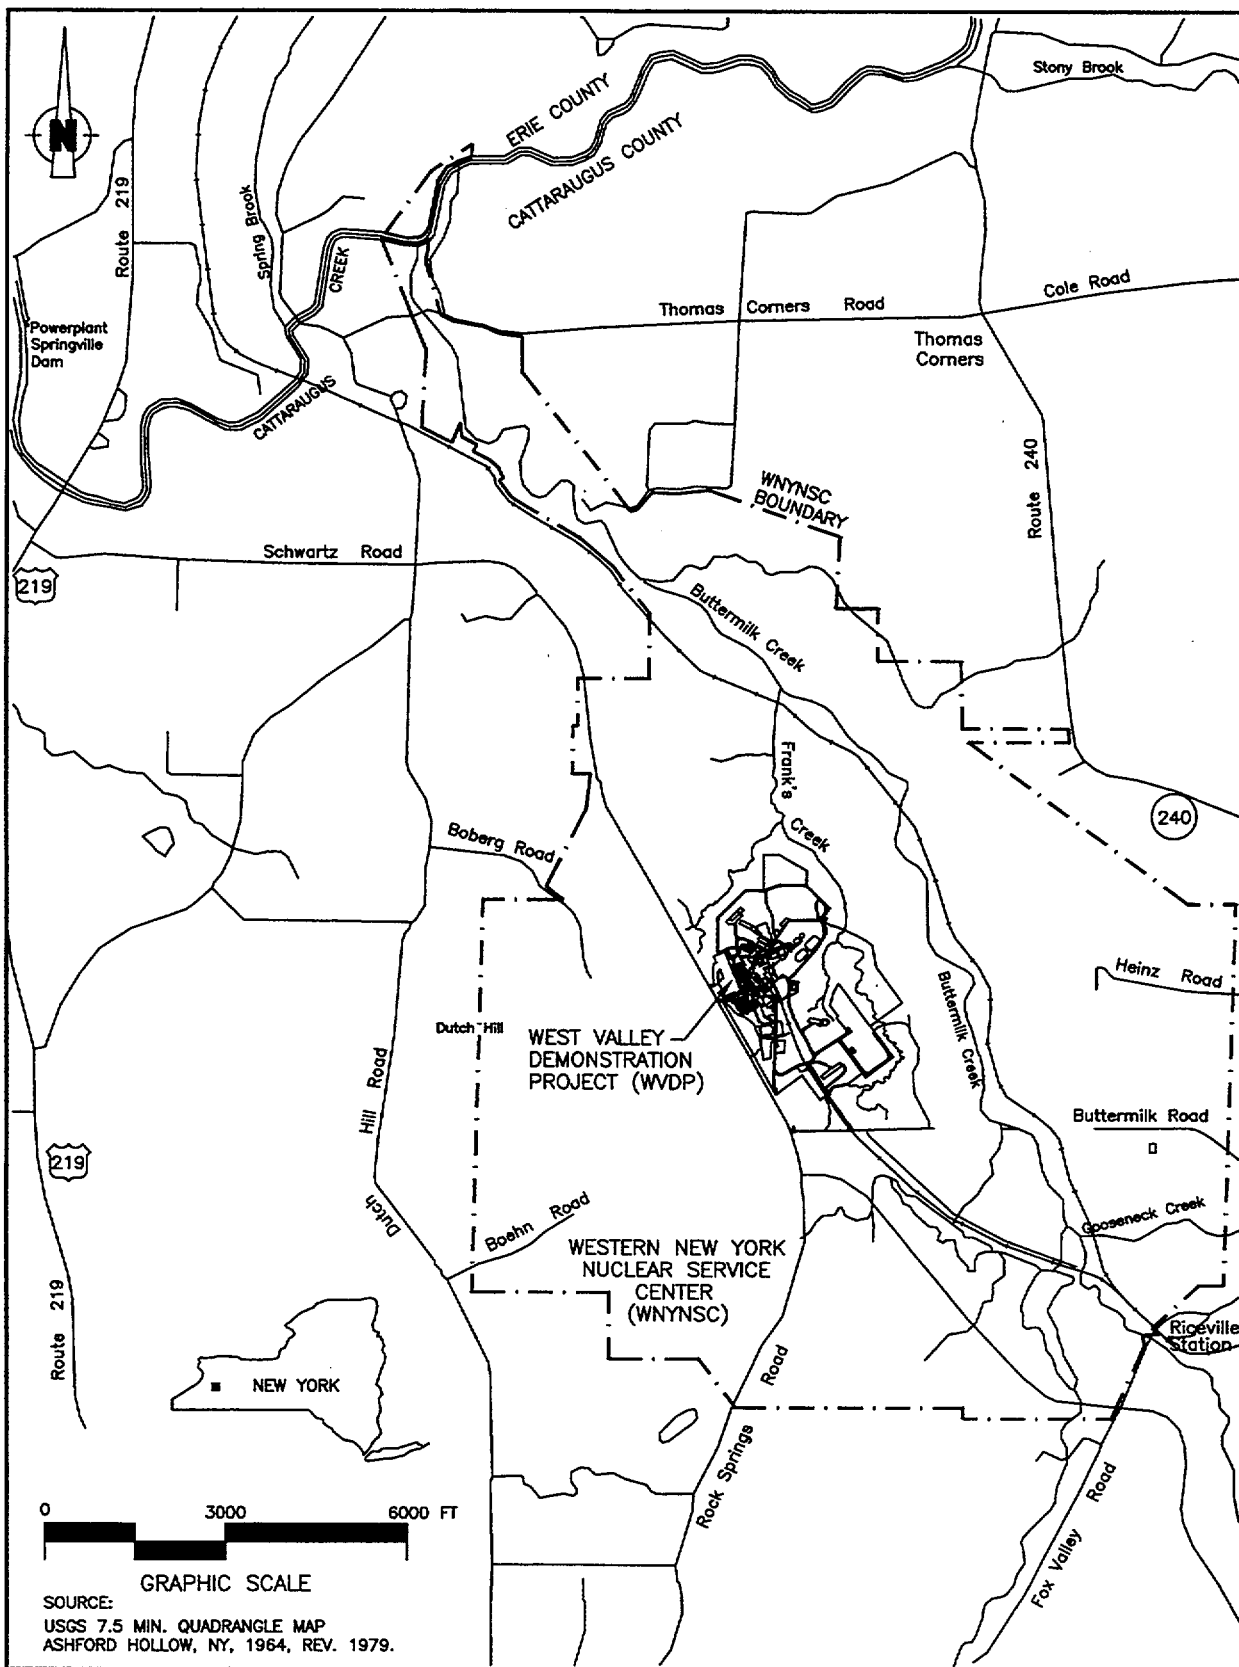 Stony Brook
ERIE COUNTY
CATTARAUGUS COUNTY
N
Route 219
Spring Brook
CREEK
Cole Road
Thomas Corners Road
Thomas
Corners
Powerplant
Springville
Dam
CATTARAUGUS
Route 240
WNYNSC
BOUNDARY
Schwartz Road
219
Buttermilk Creek
Frank's
Creek
240
Boberg Road
Heinz Road
Buttermilk Creek
Dutch Hill
WEST VALLEY
DEMONSTRATION
PROJECT (WVDP)
Dutch Hill Road
Buttermilk Road
219
Boehn Road
Gooseneck Creek
WESTERN NEW YORK
NUCLEAR SERVICE
CENTER
(WNYNSC)
Route 219
Riceville
Station
NEW YORK
Rock Springs Road
Fox Valley Road
0 3000 6000 FT
GRAPHIC SCALE
SOURCE:
USGS 7.5 MIN. QUADRANGLE MAP
ASHFORD HOLLOW, NY, 1964, REV. 1979.